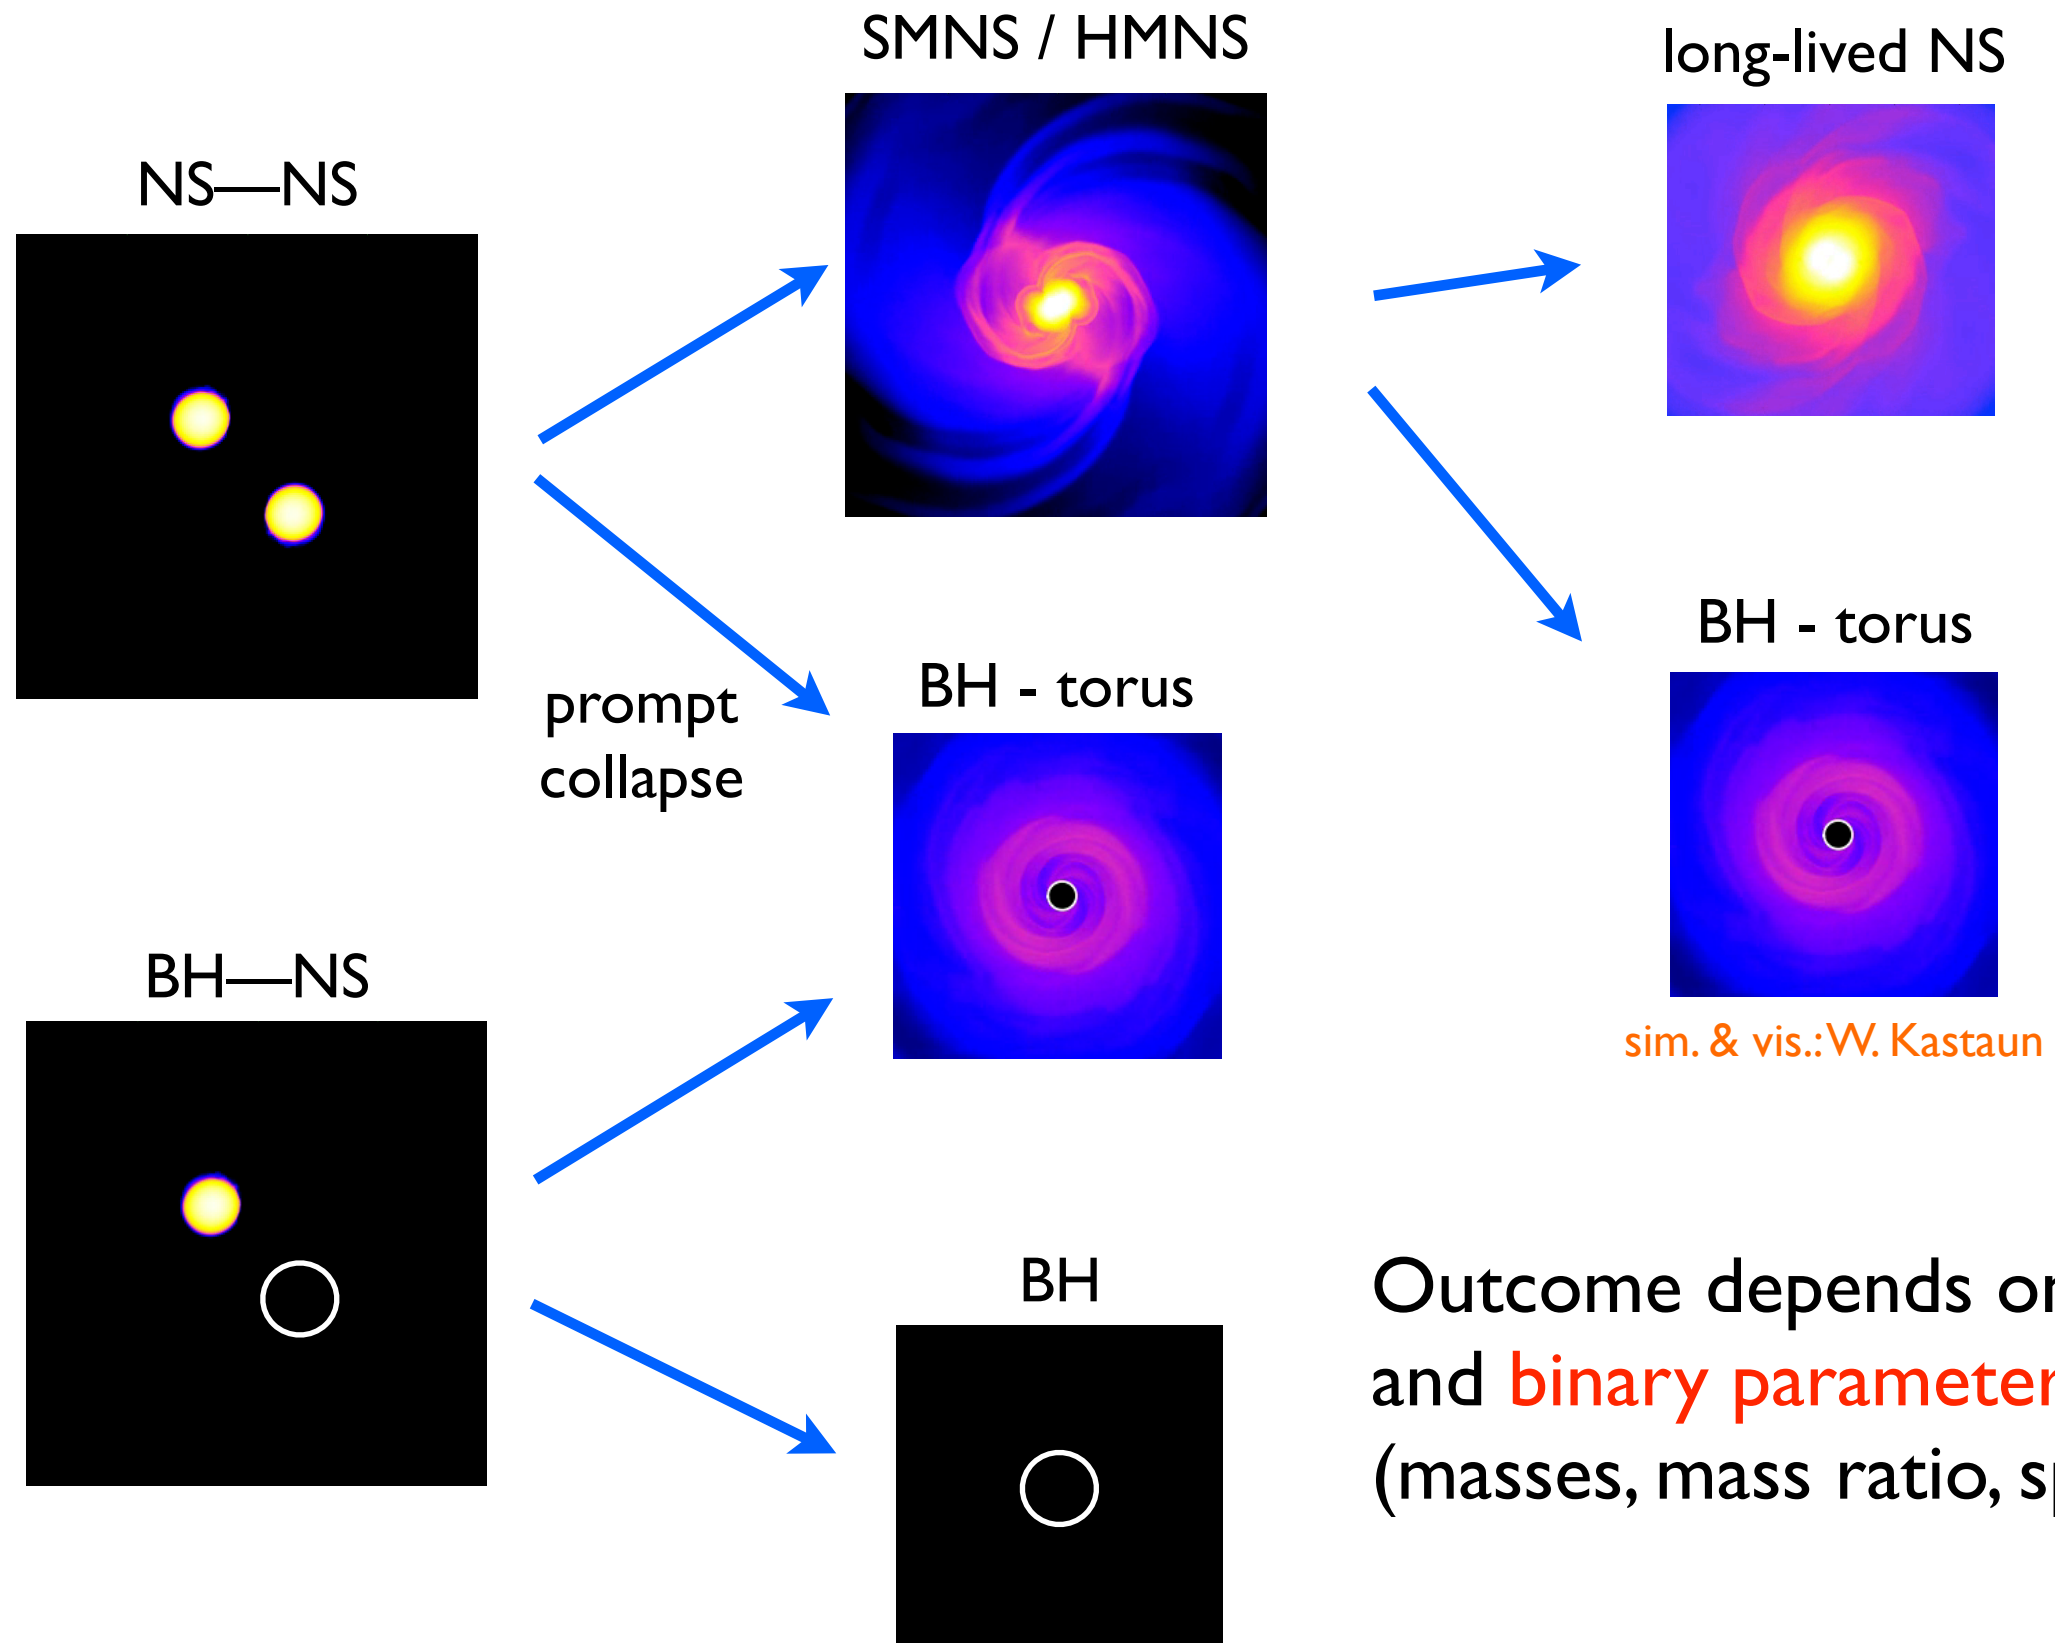 SMNS / HMNS
long-lived NS
NS—NS
BH - torus
BH - torus
prompt
collapse
BH—NS
sim. & vis.: W. Kastaun
BH
Outcome depends
and binary
(masses, mass ratio,